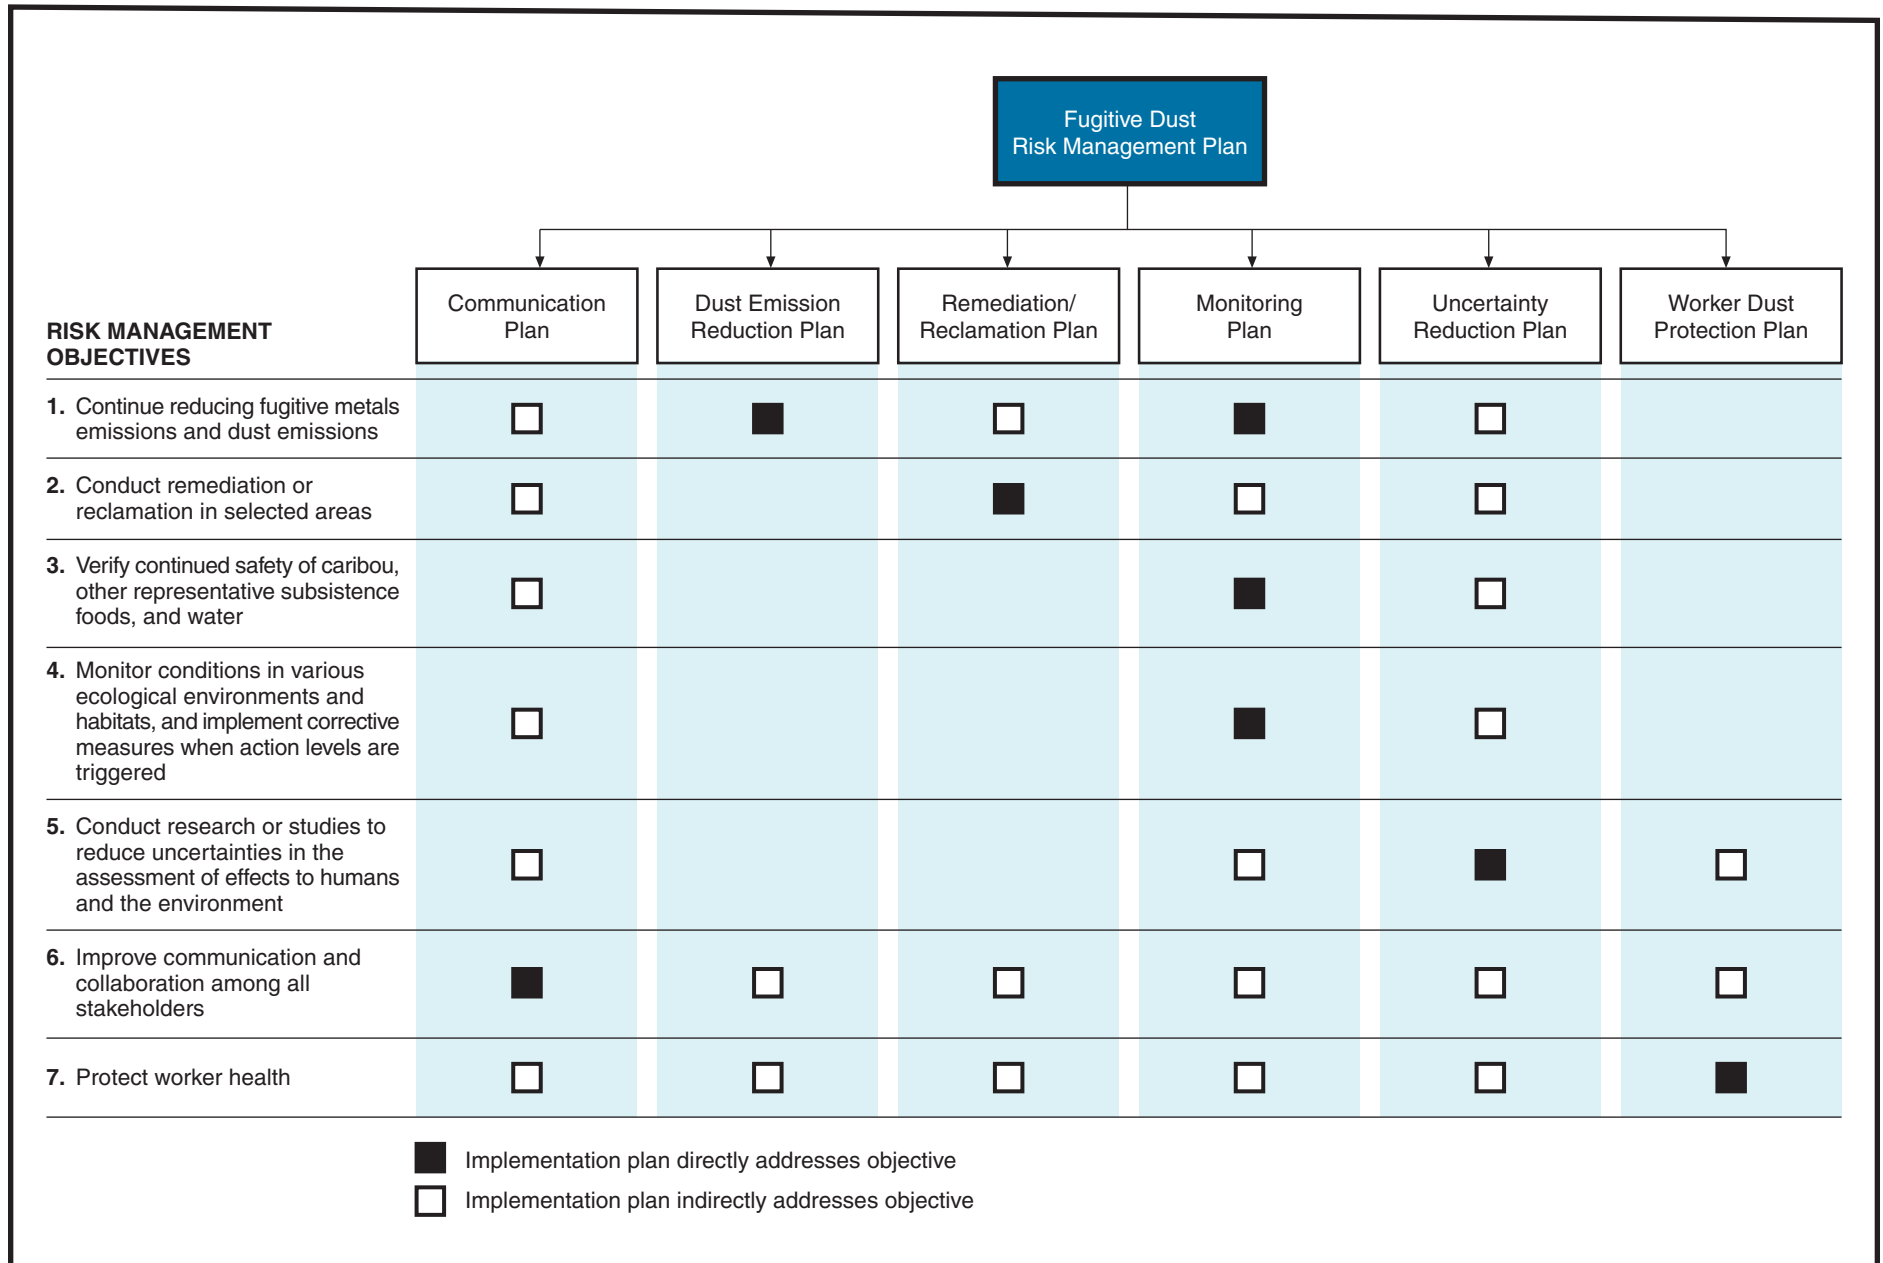 Fugitive Dust
Risk Management Plan
Communication
Plan
Dust Emission
Reduction Plan
Remediation/
Reclamation Plan
Monitoring
Plan
Uncertainty
Reduction Plan
Worker Dust
Protection Plan
RISK MANAGEMENT
OBJECTIVES
1. Continue reducing fugitive metals
emissions and dust emissions
2. Conduct remediation or
reclamation in selected areas
3. Verify continued safety of caribou,
other representative subsistence
foods, and water
4. Monitor conditions in various
ecological environments and
habitats, and implement corrective
measures when action levels are
triggered
5. Conduct research or studies to
reduce uncertainties in the
assessment of effects to humans
and the environment
6. Improve communication and
collaboration among all
stakeholders
7. Protect worker health
Implementation plan directly addresses objective
Implementation plan indirectly addresses objective